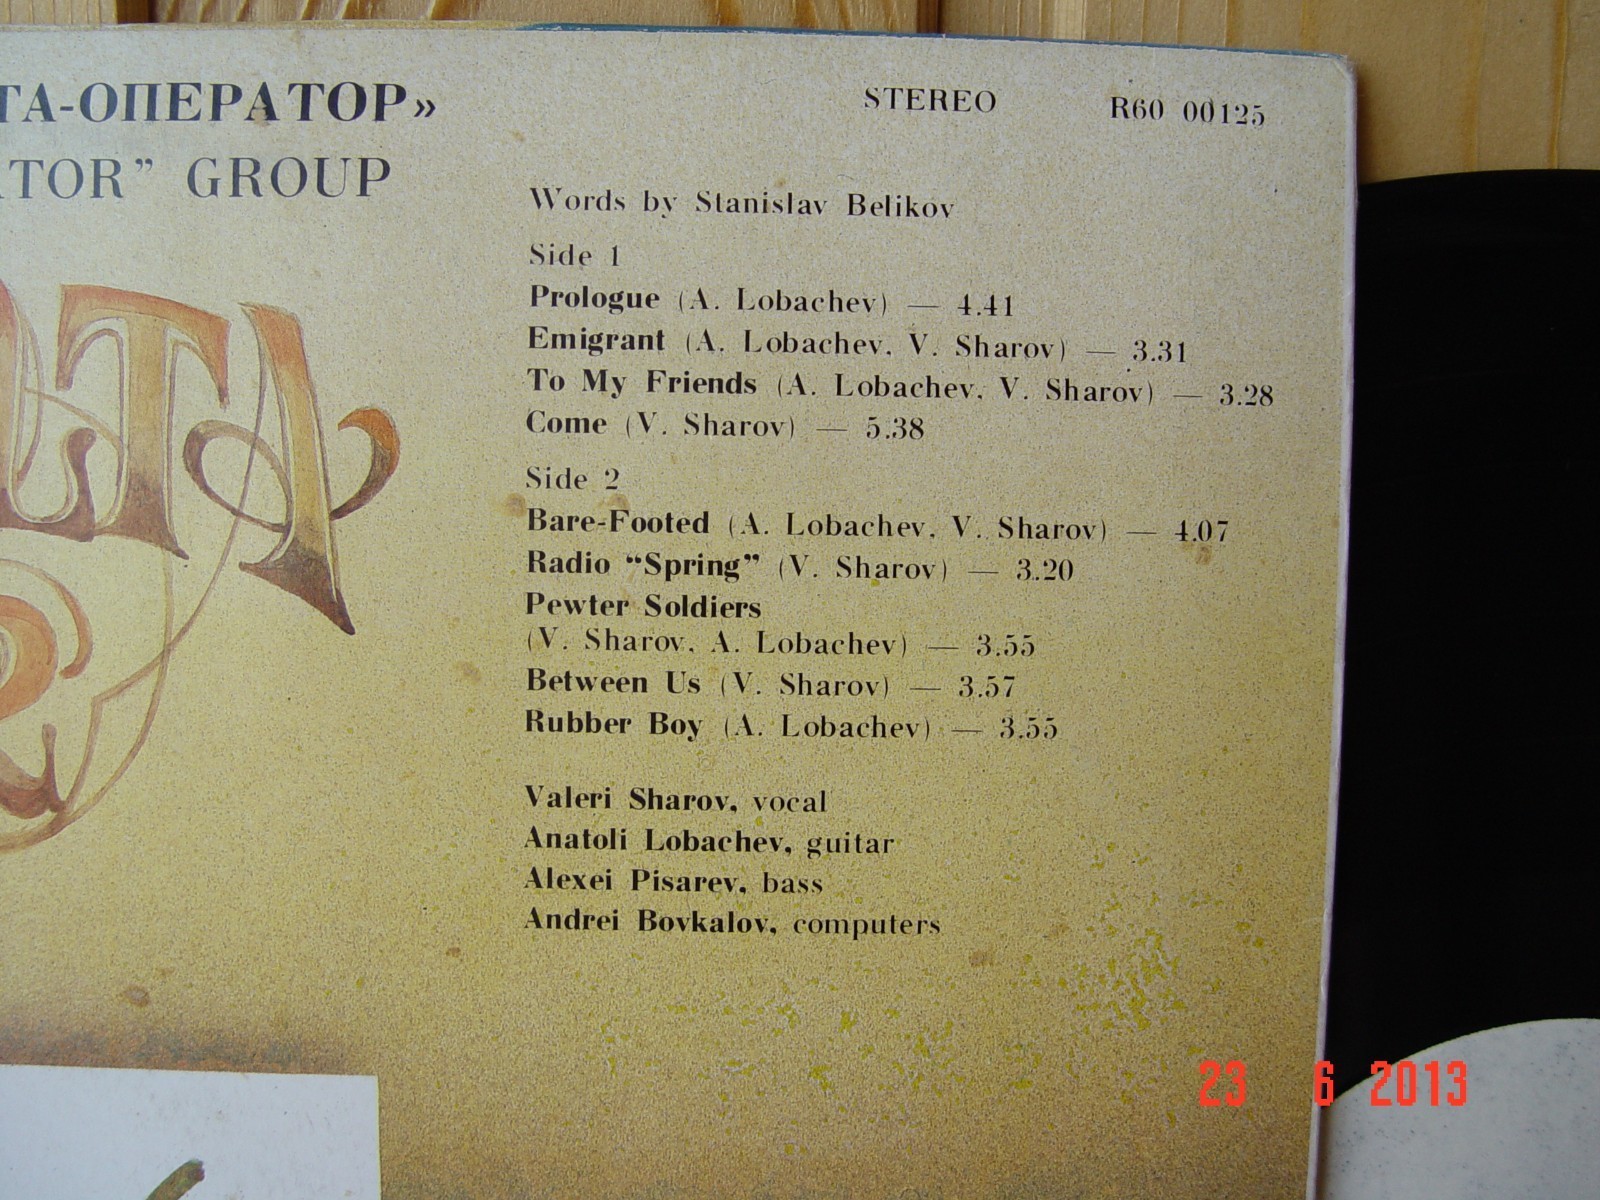 ТА-ОПЕРАТОР»
ATOR” GROUP
STEREO R60 00125
Words by Stanislav Belikov
Side 1
Prologue (A. Lobachev) — 4.41
Emigrant (A. Lobachev, V. Sharov) — 3.31
To My Friends (A. Lobachev, V. Sharov) — 3.28
Come (V. Sharov) — 5.38
Side 2
Bare-Footed (A. Lobachev, V. Sharov) — 4.07
Radio “Spring” (V. Sharov) — 3.20
Pewter Soldiers
(V. Sharov, A. Lobachev) — 3.55
Between Us (V. Sharov) — 3.57
Rubber Boy (A. Lobachev) — 3.55
Valeri Sharov, vocal
Anatoli Lobachev, guitar
Alexei Pisarev, bass
Andrei Bovkalov, computers
23 6 2013